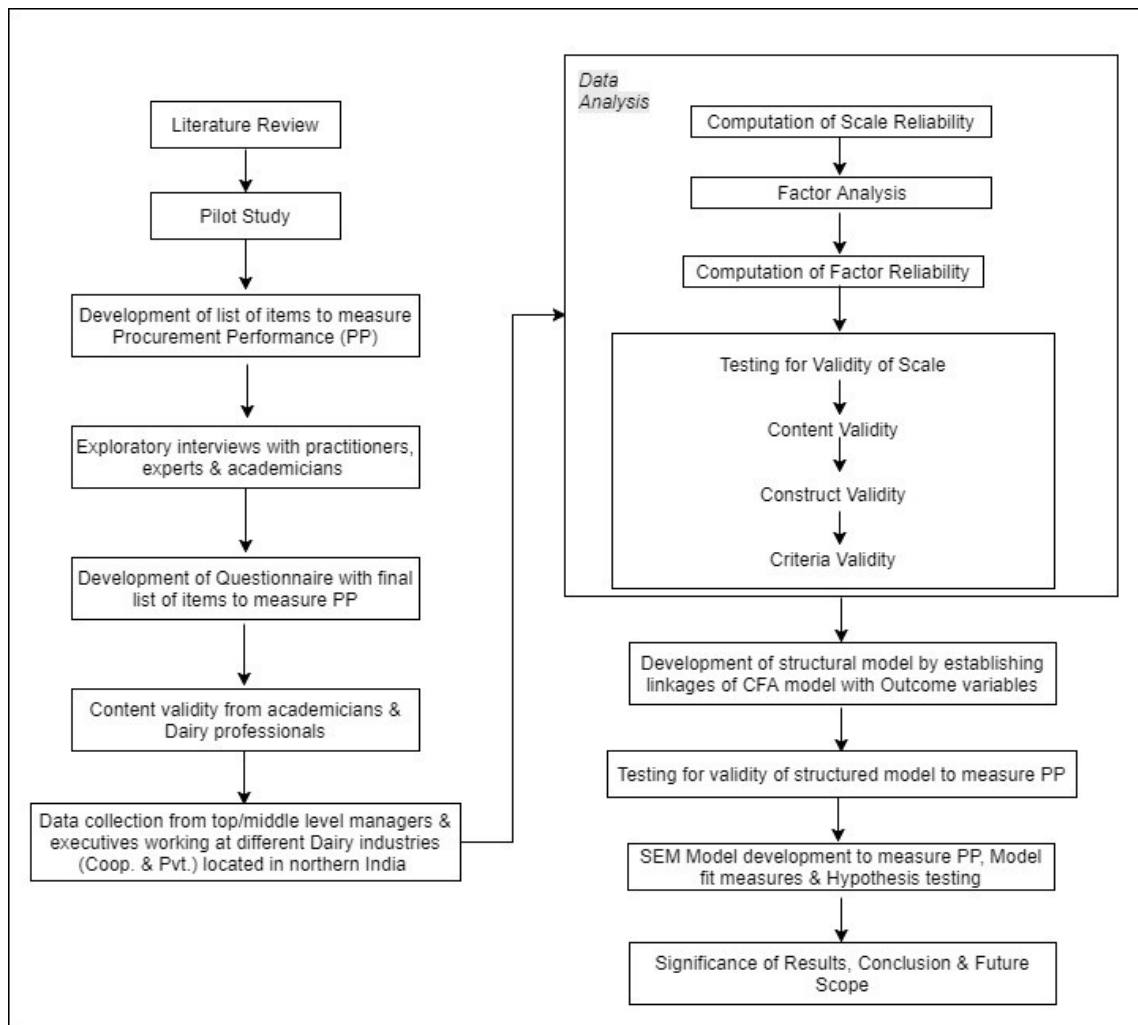 Literature Review
Pilot Study
Development of list of items to measure
Procurement Performance (PP)
Exploratory interviews with practitioners,
experts & academicians
Development of Questionnaire with final
list of items to measure PP
Content validity from academicians &
Dairy professionals
Data collection from top/middle level managers &
executives working at different Dairy industries
(Coop. & Pvt.) located in northern India
Data
Analysis
Computation of Scale Reliability
Factor Analysis
Computation of Factor Reliability
Testing for Validity of Scale
Content Validity
Construct Validity
Criteria Validity
Development of structural model by establishing
linkages of CFA model with Outcome variables
Testing for validity of structured model to measure PP
SEM Model development to measure PP, Model
fit measures & Hypothesis testing
Significance of Results, Conclusion & Future
Scope